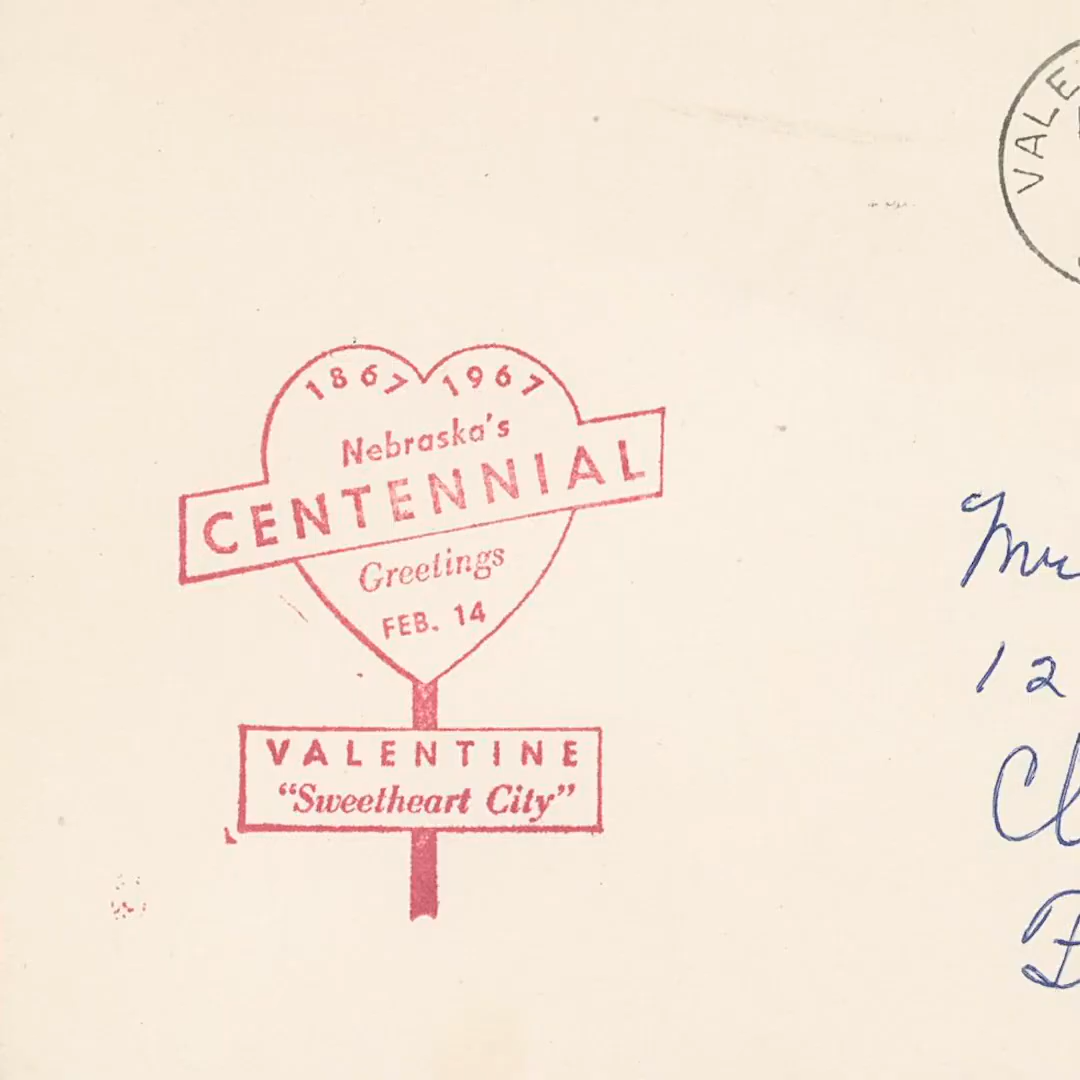 VALE
1867 1967
Nebraska's
CENTENNIAL
Greetings
FEB. 14
VALENTINE
“Sweetheart City”
12